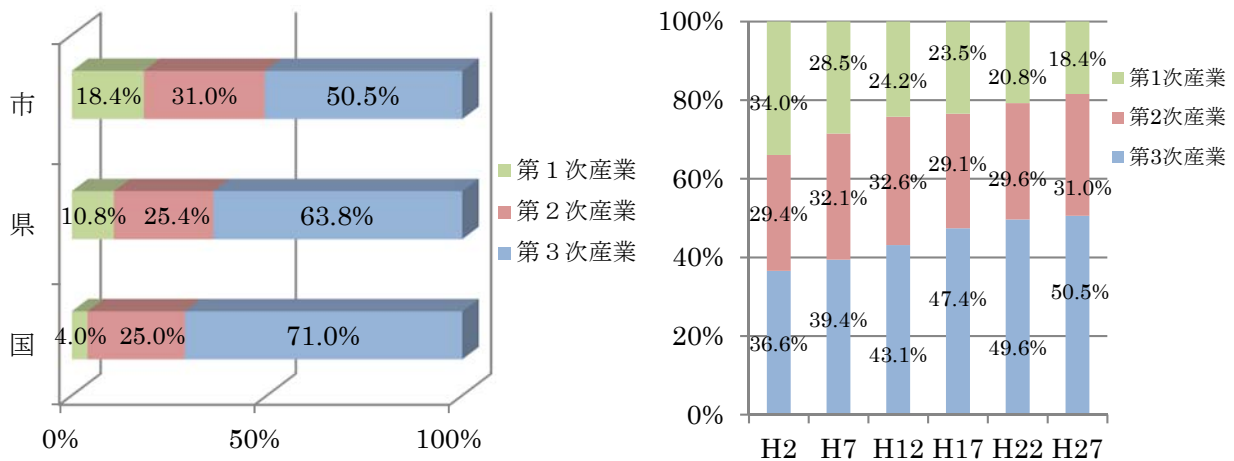 市
18.4% 31.0% 50.5%
県
10.8% 25.4% 63.8%
国
4.0% 25.0% 71.0%
0% 50% 100%
第１次産業
第２次産業
第３次産業
100%
80%
60%
40%
20%
0%
34.0% 28.5% 24.2% 23.5% 20.8% 18.4%
29.4% 32.1% 32.6% 29.1% 29.6% 31.0%
36.6% 39.4% 43.1% 47.4% 49.6% 50.5%
H2 H7 H12 H17 H22 H27
第1次産業
第2次産業
第3次産業